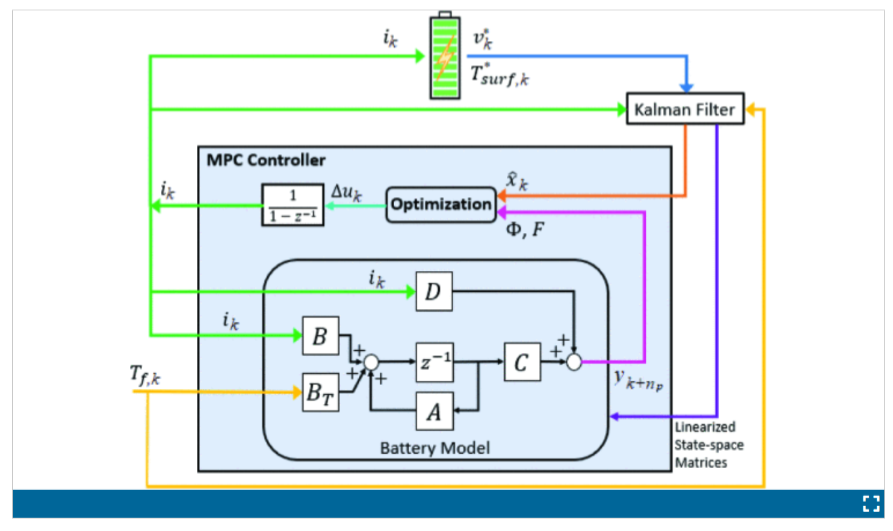 i_k
v*_k
T*_surf,k
Kalman Filter
MPC Controller
i_k
1
1 − z⁻¹
Δu_k
Optimization
x̂_k
Φ, F
i_k
D
i_k
B
+
+
+
+
+
z⁻¹
C
T_f,k
B_T
A
y_k+n_p
Battery Model
Linearized
State-space
Matrices